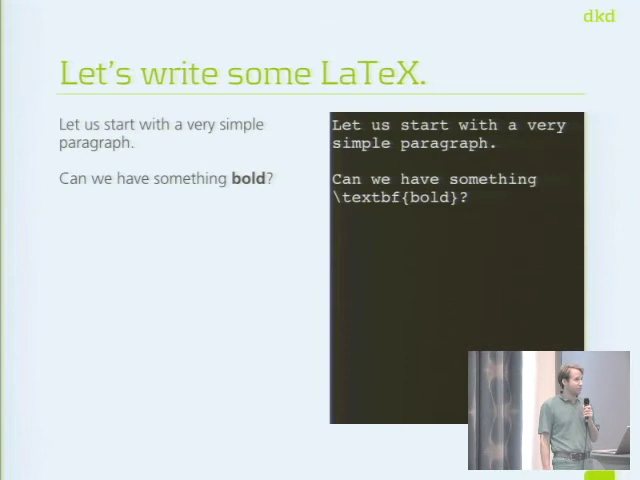 dkd
Let's write some LaTeX.
Let us start with a very simple
paragraph.
Can we have something bold?
Let us start with a very
simple paragraph.
Can we have something
\textbf{bold}?